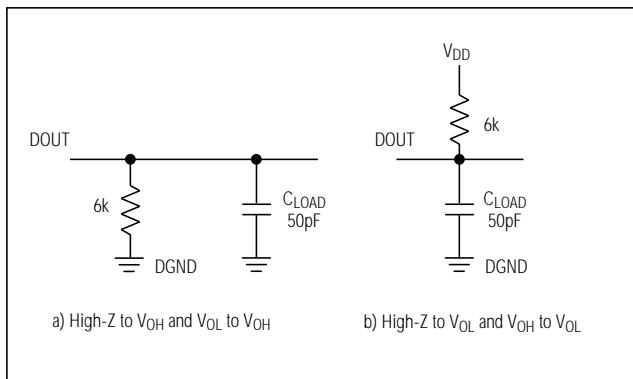 DOUT
6k
DGND
CLOAD
50pF
a) High-Z to VOH and VOL to VOH
VDD
6k
DOUT
CLOAD
50pF
DGND
b) High-Z to VOL and VOH to VOL